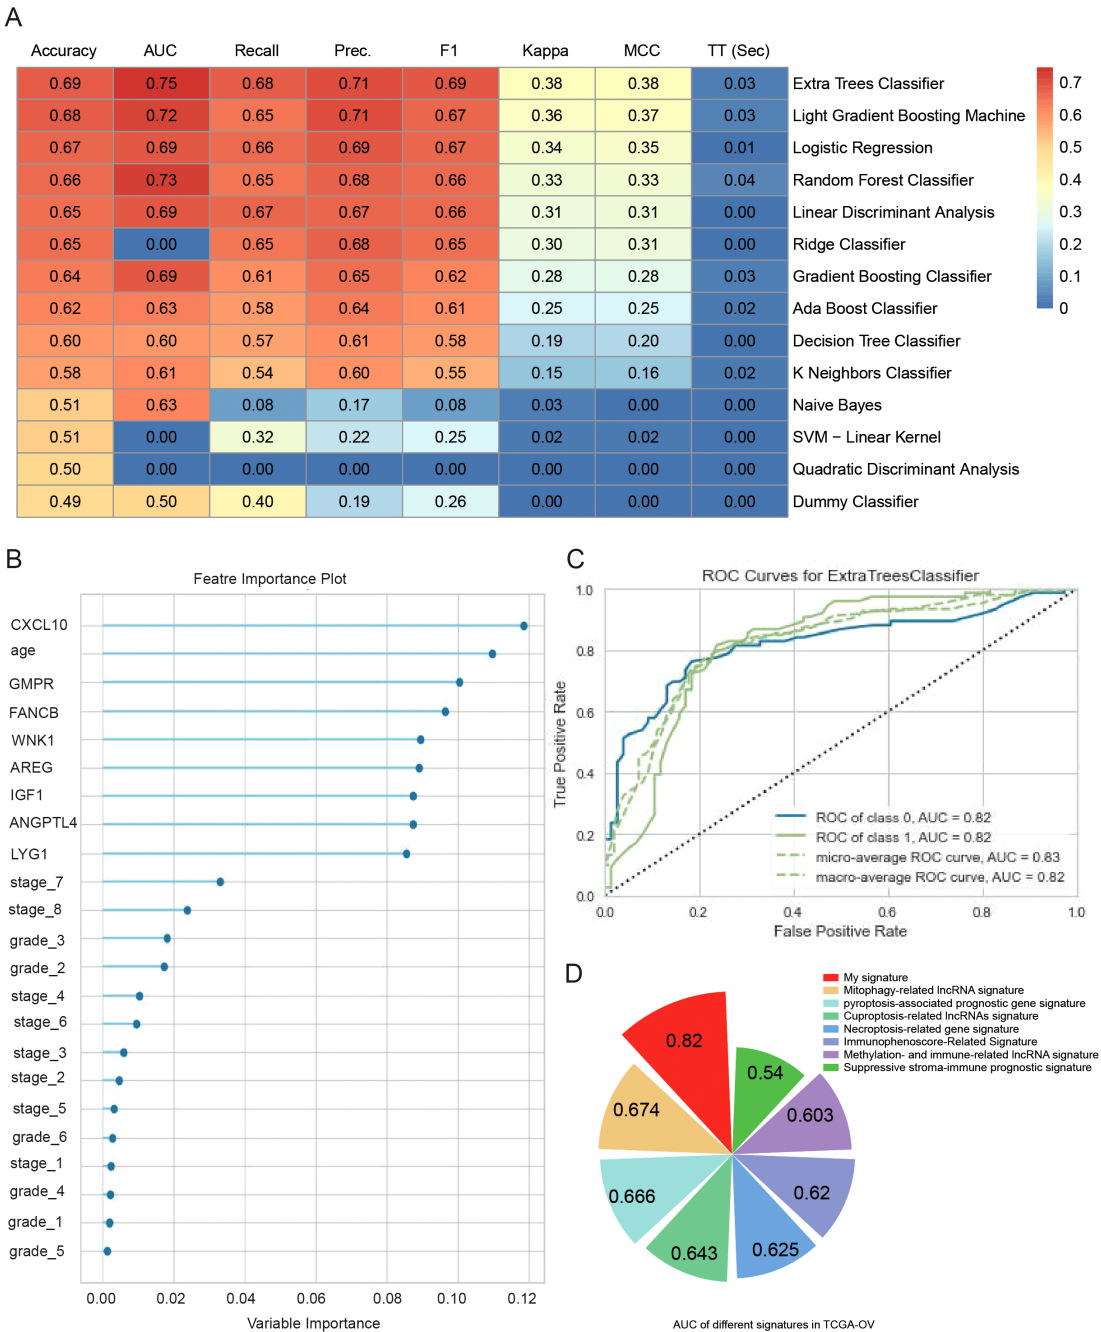 A
Accuracy AUC Recall Prec. F1 Kappa MCC TT (Sec)
0.69 0.75 0.68 0.71 0.69 0.38 0.38 0.03 Extra Trees Classifier
0.68 0.72 0.65 0.71 0.67 0.36 0.37 0.03 Light Gradient Boosting Machine
0.67 0.69 0.66 0.69 0.67 0.34 0.35 0.01 Logistic Regression
0.66 0.73 0.65 0.68 0.66 0.33 0.33 0.04 Random Forest Classifier
0.65 0.69 0.67 0.67 0.66 0.31 0.31 0.00 Linear Discriminant Analysis
0.65 0.00 0.65 0.68 0.65 0.30 0.31 0.00 Ridge Classifier
0.64 0.69 0.61 0.65 0.62 0.28 0.28 0.03 Gradient Boosting Classifier
0.62 0.63 0.58 0.64 0.61 0.25 0.25 0.02 Ada Boost Classifier
0.60 0.60 0.57 0.61 0.58 0.19 0.20 0.00 Decision Tree Classifier
0.58 0.61 0.54 0.60 0.55 0.15 0.16 0.02 K Neighbors Classifier
0.51 0.63 0.08 0.17 0.08 0.03 0.00 0.00 Naive Bayes
0.51 0.00 0.32 0.22 0.25 0.02 0.02 0.00 SVM − Linear Kernel
0.50 0.00 0.00 0.00 0.00 0.00 0.00 0.00 Quadratic Discriminant Analysis
0.49 0.50 0.40 0.19 0.26 0.00 0.00 0.00 Dummy Classifier
0.7
0.6
0.5
0.4
0.3
0.2
0.1
0
B
Featre Importance Plot
CXCL10
age
GMPR
FANCB
WNK1
AREG
IGF1
ANGPTL4
LYG1
stage_7
stage_8
grade_3
grade_2
stage_4
stage_6
stage_3
stage_2
stage_5
grade_6
stage_1
grade_4
grade_1
grade_5
0.00 0.02 0.04 0.06 0.08 0.10 0.12
Variable Importance
C
ROC Curves for ExtraTreesClassifier
True Positive Rate
1.0
0.8
0.6
0.4
0.2
0.0
ROC of class 0, AUC = 0.82
ROC of class 1, AUC = 0.82
micro-average ROC curve, AUC = 0.83
macro-average ROC curve, AUC = 0.82
0.0 0.2 0.4 0.6 0.8 1.0
False Positive Rate
D
My signature
Mitophagy-related lncRNA signature
pyroptosis-associated prognostic gene signature
Cuproptosis-related lcRNAs signature
Necroptosis-related gene signature
Immunophenoscore-Related Signature
Methylation- and immune-related lncRNA signature
Suppressive stroma-immune prognostic signature
0.82
0.54
0.674
0.603
0.666
0.62
0.643
0.625
AUC of different signatures in TCGA-OV